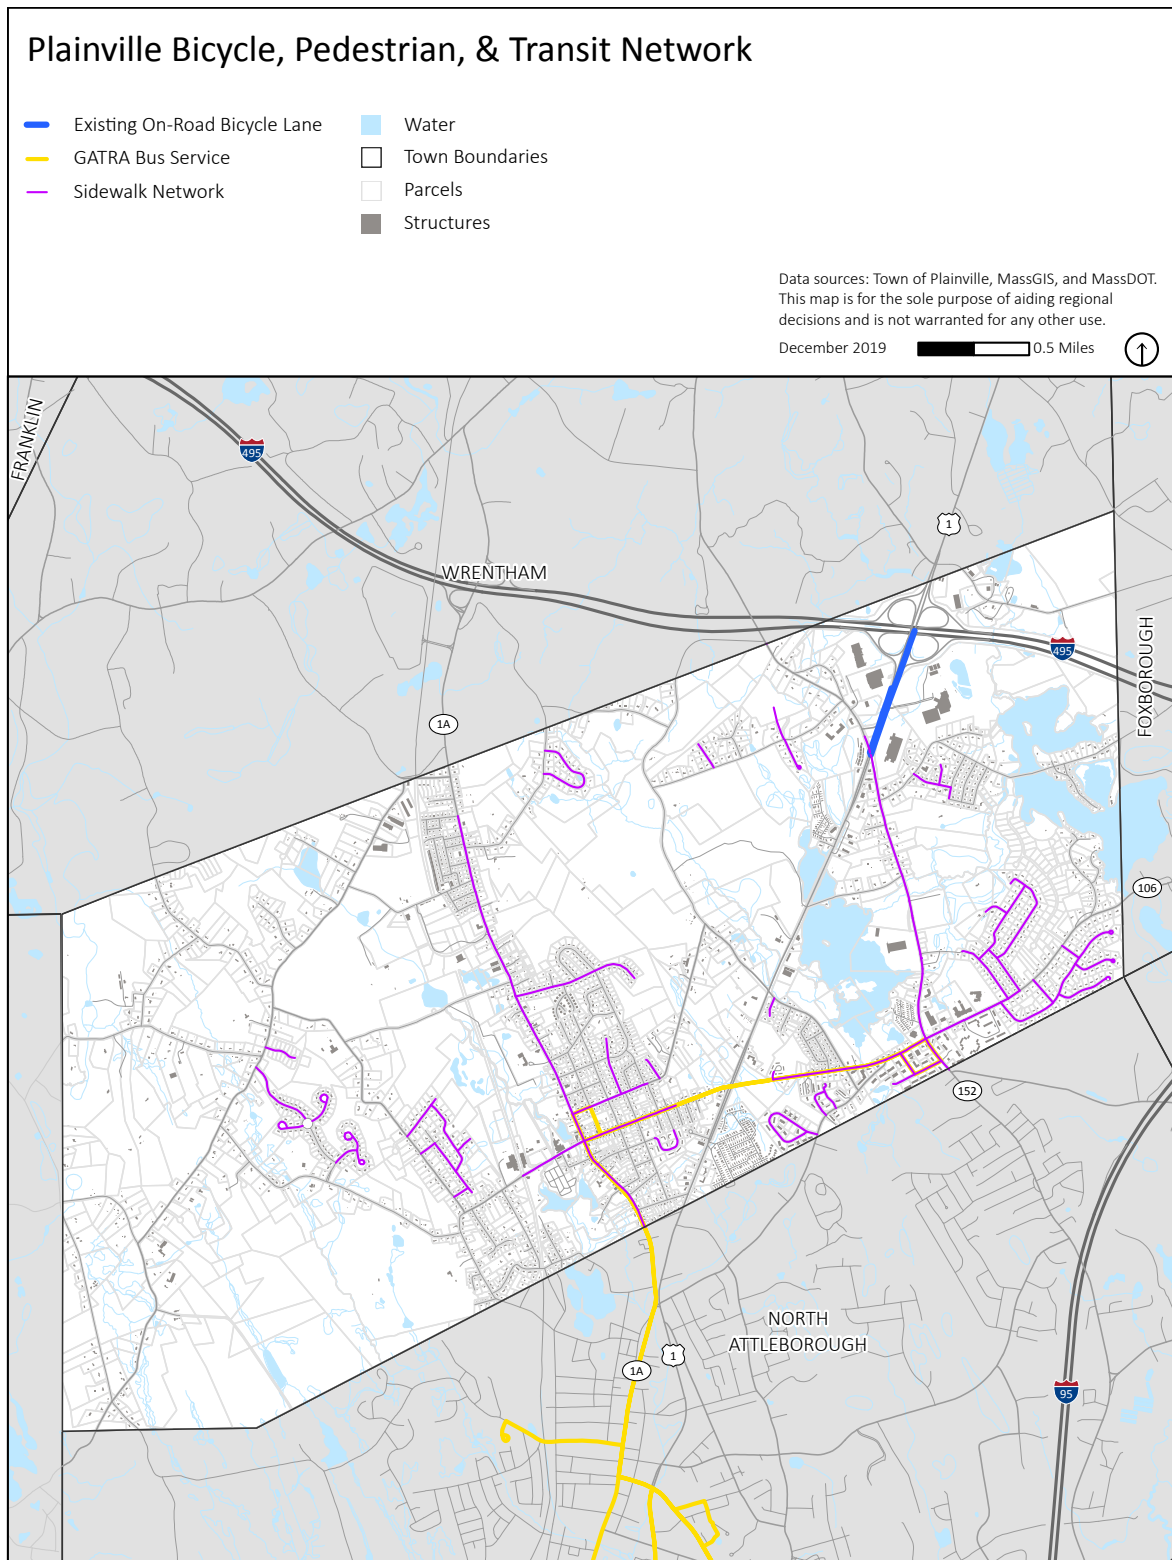 Plainville Bicycle, Pedestrian, & Transit Network
Existing On-Road Bicycle Lane
GATRA Bus Service
Sidewalk Network
Water
Town Boundaries
Parcels
Structures
Data sources: Town of Plainville, MassGIS, and MassDOT.
This map is for the sole purpose of aiding regional
decisions and is not warranted for any other use.
December 2019
0.5 Miles
FRANKLIN
495
1
WRENTHAM
495
FOXBOROUGH
1A
106
152
NORTH
ATTLEBOROUGH
1
1A
95